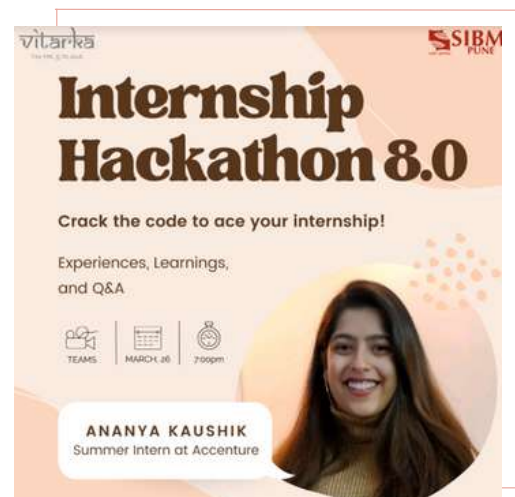 vitarka
SIBM
PUNE
Internship
Hackathon 8.0
Crack the code to ace your internship!
Experiences, Learnings,
and Q&A
TEAMS
MARCH, 26
7:00pm
ANANYA KAUSHIK
Summer Intern at Accenture